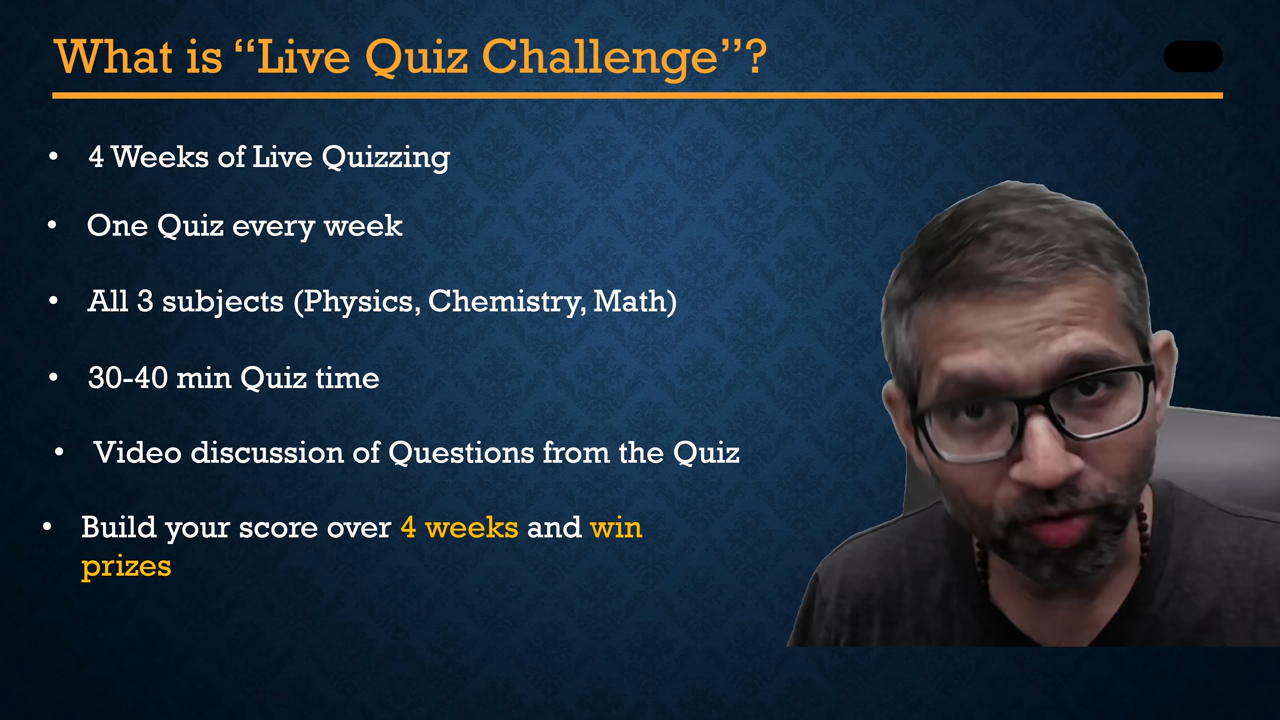 What is “Live Quiz Challenge”?
• 4 Weeks of Live Quizzing
• One Quiz every week
• All 3 subjects (Physics, Chemistry, Math)
• 30-40 min Quiz time
• Video discussion of Questions from the Quiz
• Build your score over 4 weeks and win
prizes